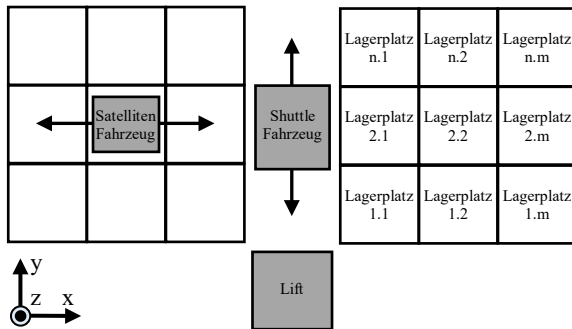 Satelliten
Fahrzeug
Shuttle
Fahrzeug
Lagerplatz
n.1
Lagerplatz
n.2
Lagerplatz
n.m
Lagerplatz
2.1
Lagerplatz
2.2
Lagerplatz
2.m
Lagerplatz
1.1
Lagerplatz
1.2
Lagerplatz
1.m
Lift
y
z
x